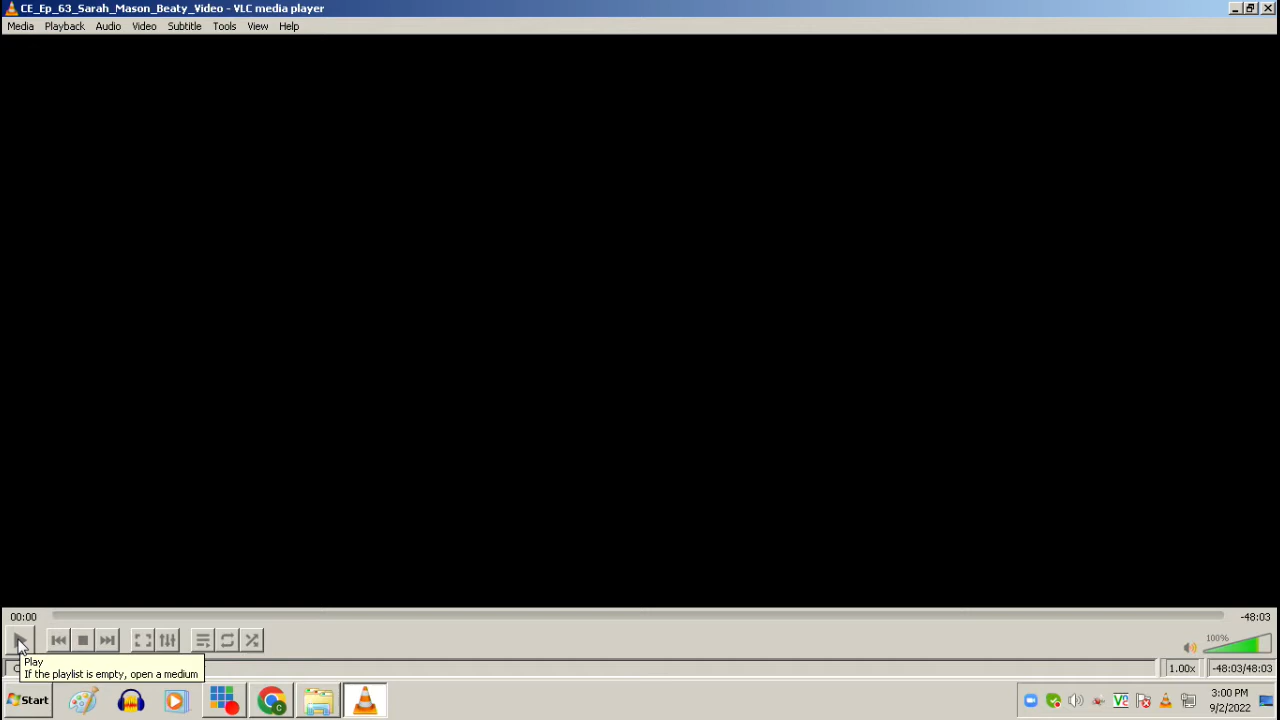 CE_Ep_63_Sarah_Mason_Beaty_Video - VLC media player
Media Playback Audio Video Subtitle Tools View Help
00:00 -48:03
100%
Play
If the playlist is empty, open a medium
1.00x -48:03/48:03
Start
3:00 PM
9/2/2022